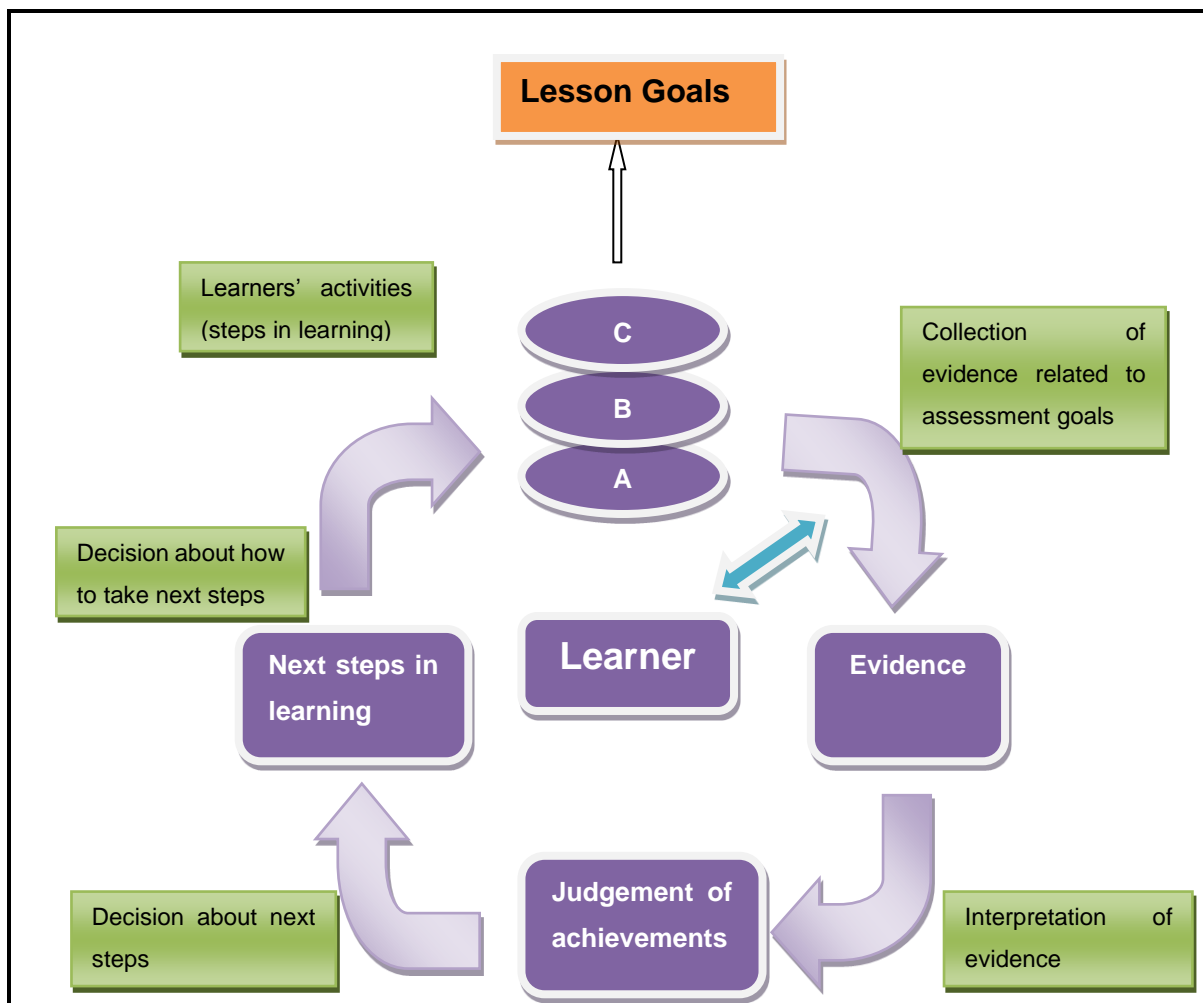 Lesson Goals
Learners' activities
(steps in learning)
C
B
A
Collection of
evidence related to
assessment goals
Decision about how
to take next steps
Next steps in
learning
Learner
Evidence
Decision about next
steps
Judgement of
achievements
Interpretation of
evidence